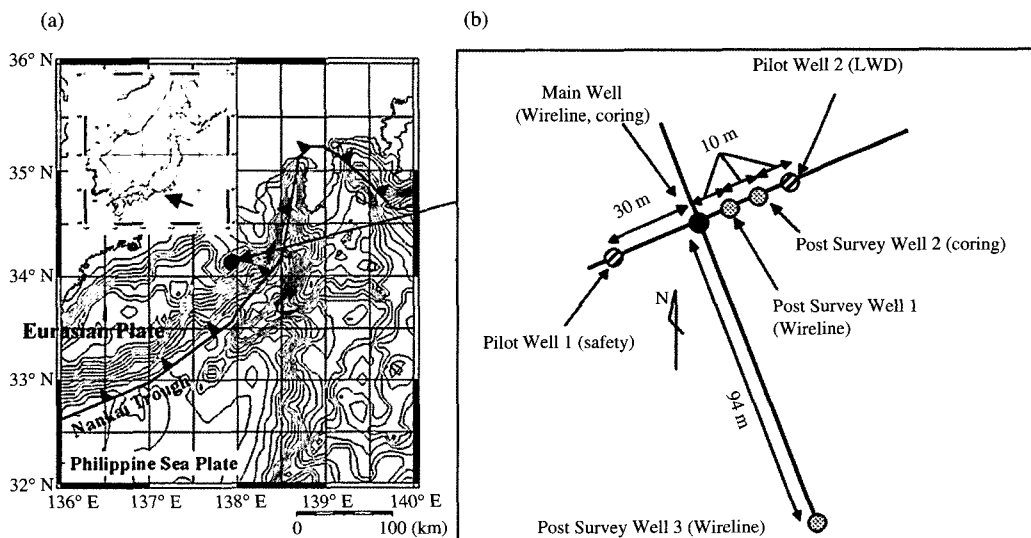 (a)
36° N
35° N
34° N
33° N
32° N
Eurasian Plate
Nankai Trough
Philippine Sea Plate
136° E 137° E 138° E 139° E 140° E
0 100 (km)
(b)
Pilot Well 2 (LWD)
Main Well
(Wireline, coring)
10 m
30 m
Post Survey Well 2 (coring)
N
Post Survey Well 1
(Wireline)
Pilot Well 1 (safety)
94 m
Post Survey Well 3 (Wireline)